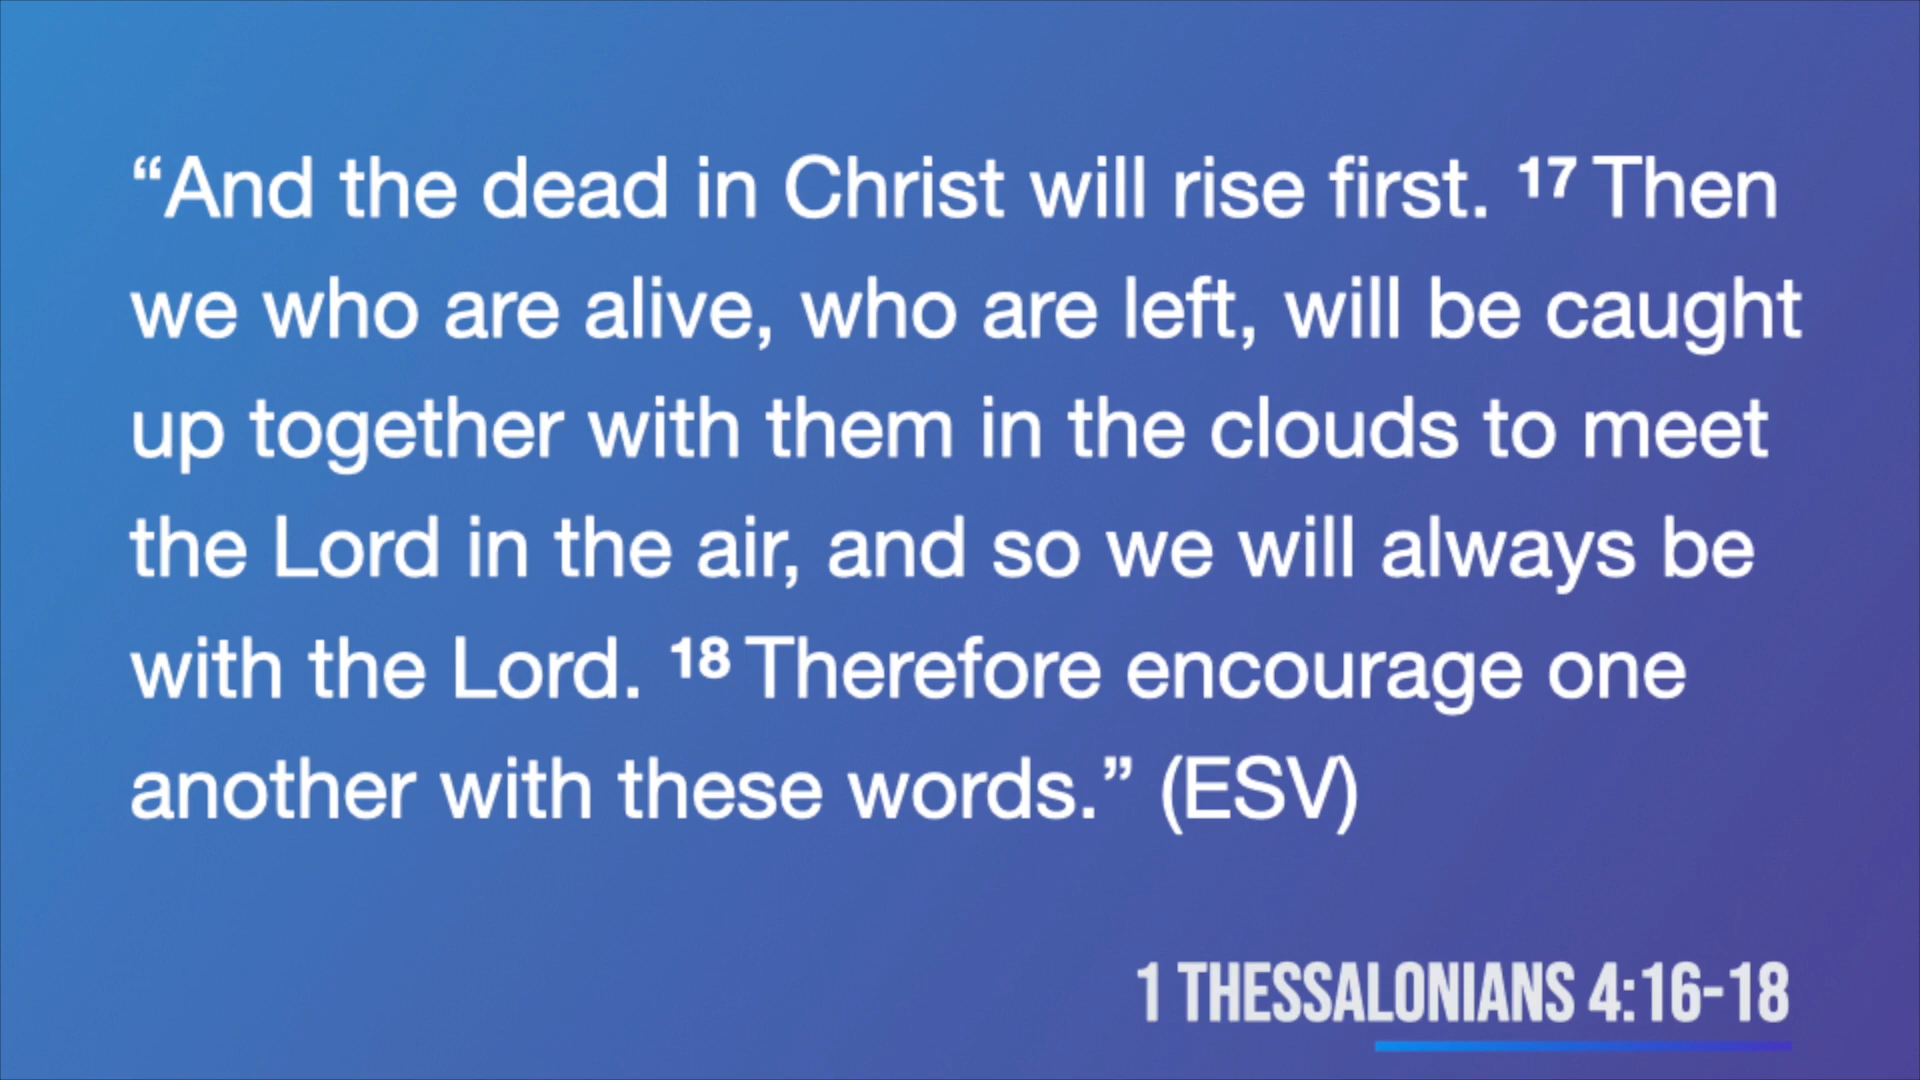 “And the dead in Christ will rise first. 17 Then
we who are alive, who are left, will be caught
up together with them in the clouds to meet
the Lord in the air, and so we will always be
with the Lord. 18 Therefore encourage one
another with these words.” (ESV)
1 THESSALONIANS 4:16-18